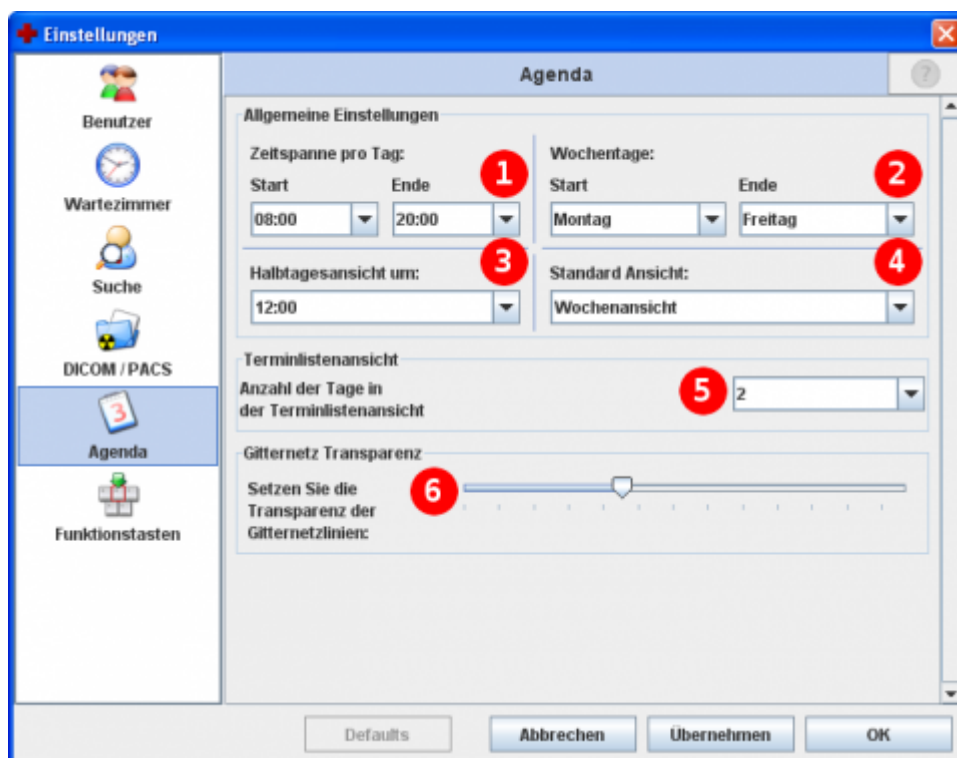 Einstellungen
Benutzer
Wartezimmer
Suche
DICOM / PACS
3
Agenda
Funktionstasten
Agenda
?
Allgemeine Einstellungen
Zeitspanne pro Tag:
1
Start Ende
08:00 20:00
Wochentage:
2
Start Ende
Montag Freitag
Halbtagesansicht um:
3
12:00
Standard Ansicht:
4
Wochenansicht
Terminlistenansicht
Anzahl der Tage in
der Terminlistenansicht
5
2
Gitternetz Transparenz
Setzen Sie die
Transparenz der
Gitternetzlinien:
6
Defaults Abbrechen Übernehmen OK